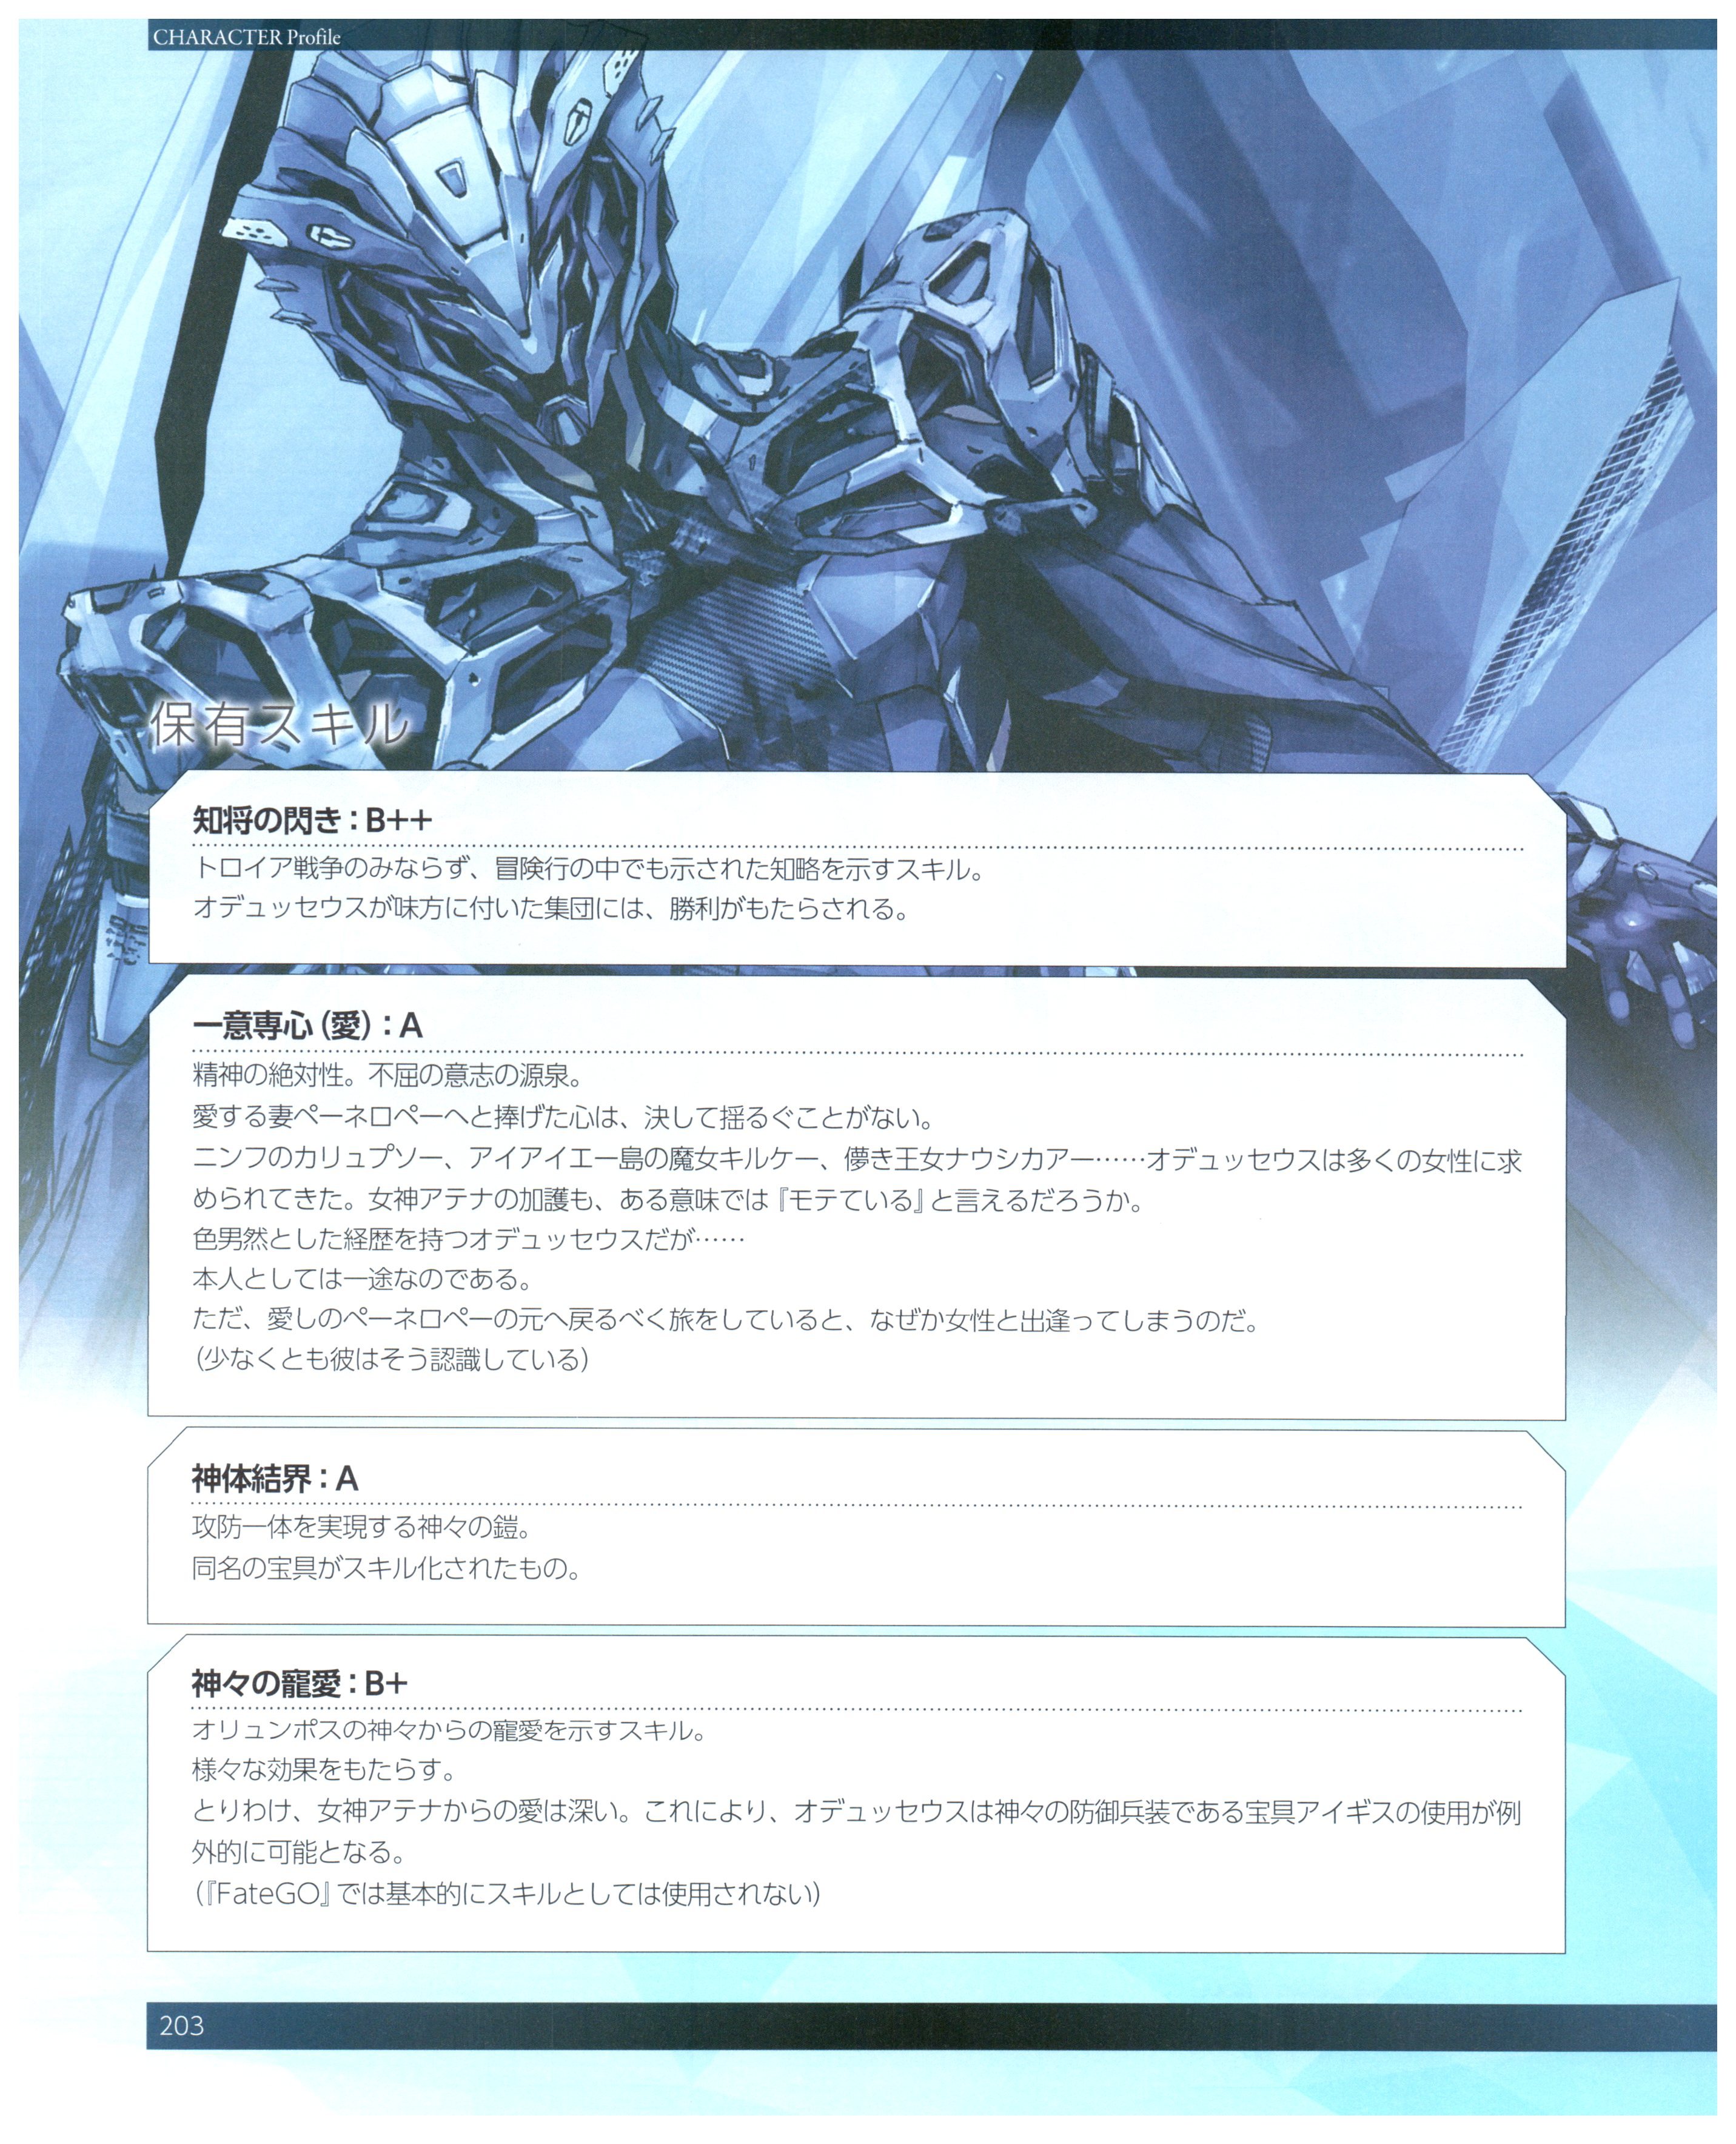 CHARACTER Profile
保有スキル
知将の閃き：B++
トロイア戦争のみならず、冒険行の中でも示された知略を示すスキル。
オデュッセウスが味方に付いた集団には、勝利がもたらされる。
一意専心（愛）：A
精神の絶対性。不屈の意志の源泉。
愛する妻ペーネロペーへと捧げた心は、決して揺るぐことがない。
ニンフのカリュプソー、アイアイエー島の魔女キルケー、儚き王女ナウシカアー……オデュッセウスは多くの女性に求
められてきた。女神アテナの加護も、ある意味では『モテている』と言えるだろうか。
色男然とした経歴を持つオデュッセウスだが……
本人としては一途なのである。
ただ、愛しのペーネロペーの元へ戻るべく旅をしていると、なぜか女性と出逢ってしまうのだ。
（少なくとも彼はそう認識している）
神体結界：A
攻防一体を実現する神々の鎧。
同名の宝具がスキル化されたもの。
神々の寵愛：B+
オリュンポスの神々からの寵愛を示すスキル。
様々な効果をもたらす。
とりわけ、女神アテナからの愛は深い。これにより、オデュッセウスは神々の防御兵装である宝具アイギスの使用が例
外的に可能となる。
（『FateGO』では基本的にスキルとしては使用されない）
203